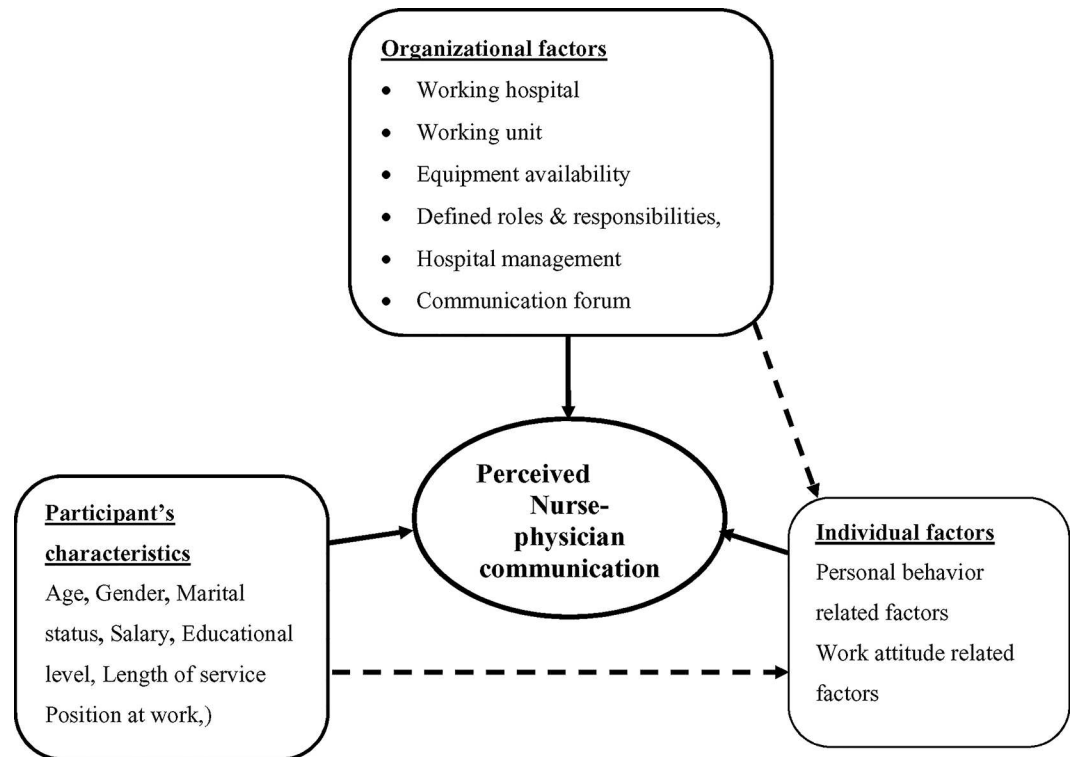 Organizational factors
• Working hospital
• Working unit
• Equipment availability
• Defined roles & responsibilities,
• Hospital management
• Communication forum
Perceived
Nurse-
physician
communication
Participant's
characteristics
Age, Gender, Marital
status, Salary, Educational
level, Length of service
Position at work,)
Individual factors
Personal behavior
related factors
Work attitude related
factors